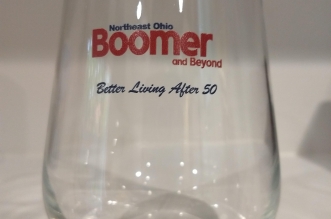 Northeast Ohio
Boomer
and Beyond
Better Living After 50